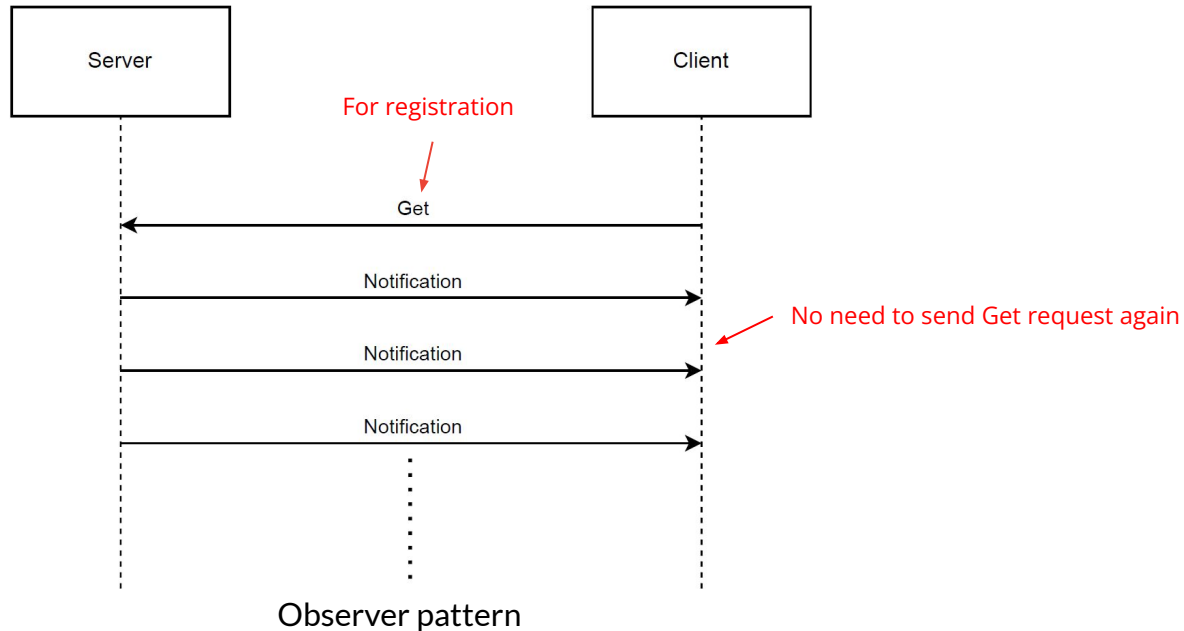 Server
Client
For registration
Get
Notification
No need to send Get request again
Notification
Notification
Observer pattern